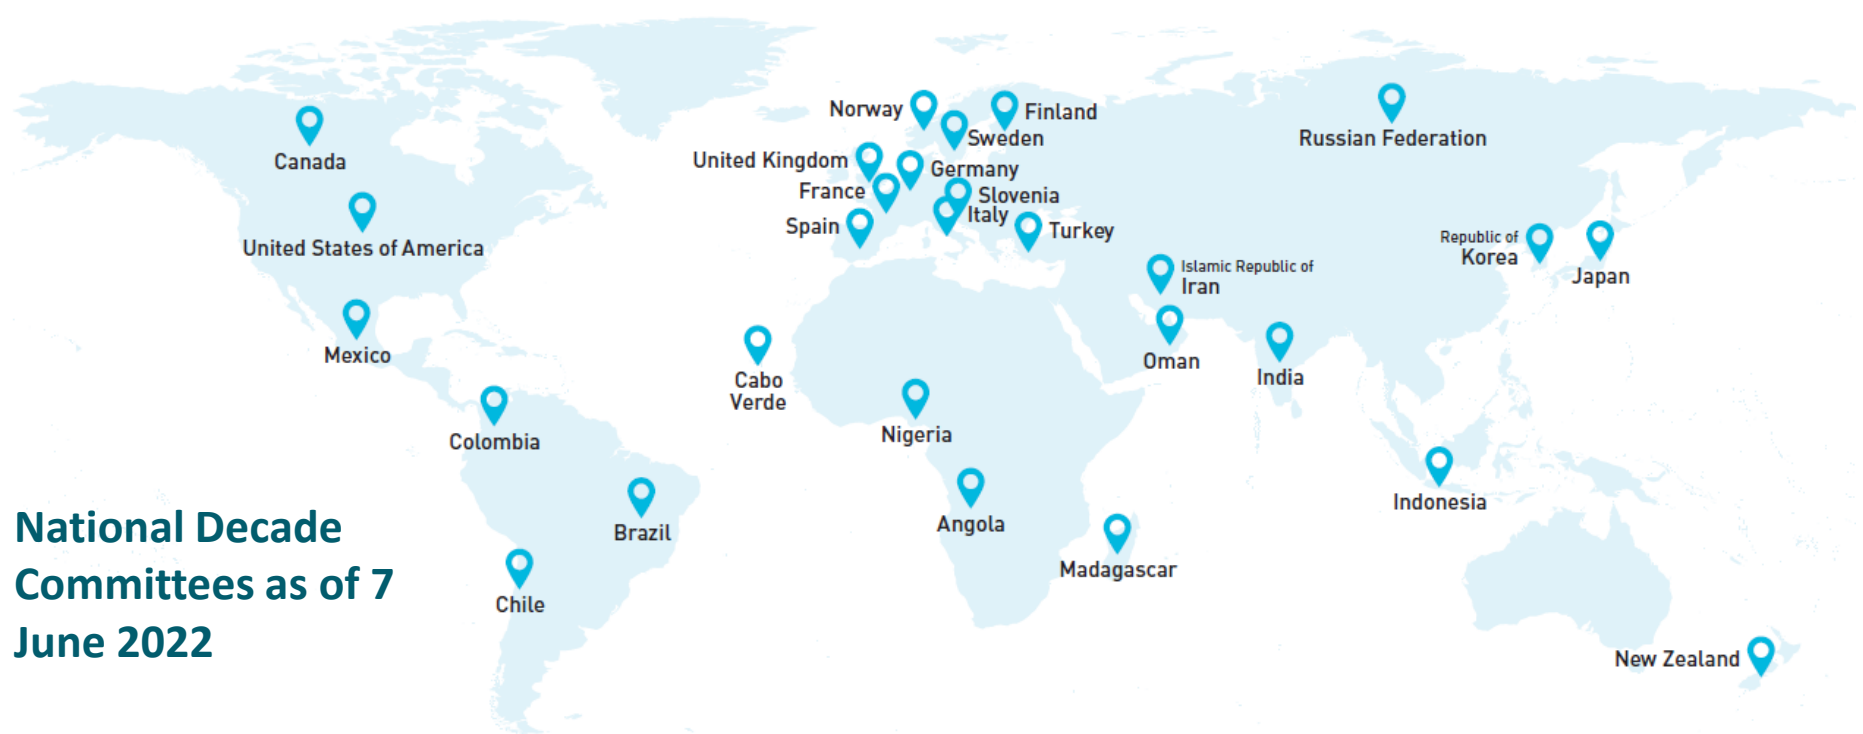 Norway
Finland
Sweden
Russian Federation
Canada
United Kingdom
Germany
France
Slovenia
Italy
Spain
Turkey
United States of America
Republic of
Korea
Japan
Islamic Republic of
Iran
Mexico
Oman
India
Cabo
Verde
Colombia
Nigeria
Indonesia
Brazil
Angola
Madagascar
Chile
New Zealand
National Decade
Committees as of 7
June 2022